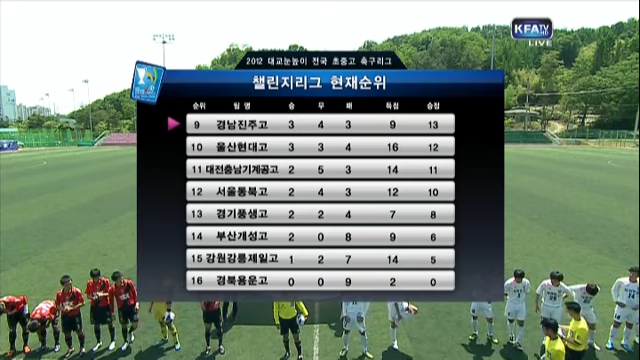 KFA TV HD
LIVE
2012 대교눈높이 전국 초중고 축구리그
챌린지리그 현재순위
순위 팀 명 승 무 패 득점 승점
9 경남진주고 3 4 3 9 13
10 울산현대고 3 3 4 16 12
11 대전충남기계공고 2 5 3 14 11
12 서울동북고 2 4 3 12 10
13 경기풍생고 2 2 4 7 8
14 부산개성고 2 0 8 9 6
15 강원강릉제일고 1 2 7 14 5
16 경북용운고 0 0 9 2 0